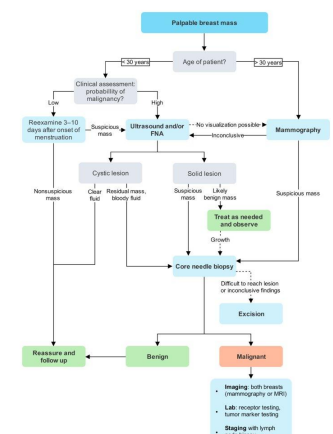 Palpable breast mass
< 30 years
Age of patient?
> 30 years
Clinical assessment:
probability of
malignancy?
Low
High
Reexamine 3–10
days after onset of
menstruation
Suspicious
mass
Ultrasound and/or
FNA
No visualization possible
Inconclusive
Mammography
Cystic lesion
Solid lesion
Nonsuspicious
mass
Clear
fluid
Residual mass,
bloody fluid
Suspicious
mass
Likely
benign mass
Suspicious mass
Treat as needed
and observe
Growth
Core needle biopsy
Difficult to reach lesion
or inconclusive findings
Excision
Reassure and
follow up
Benign
Malignant
• Imaging: both breasts
(mammography or MRI)
• Lab: receptor testing,
tumor marker testing
• Staging with lymph